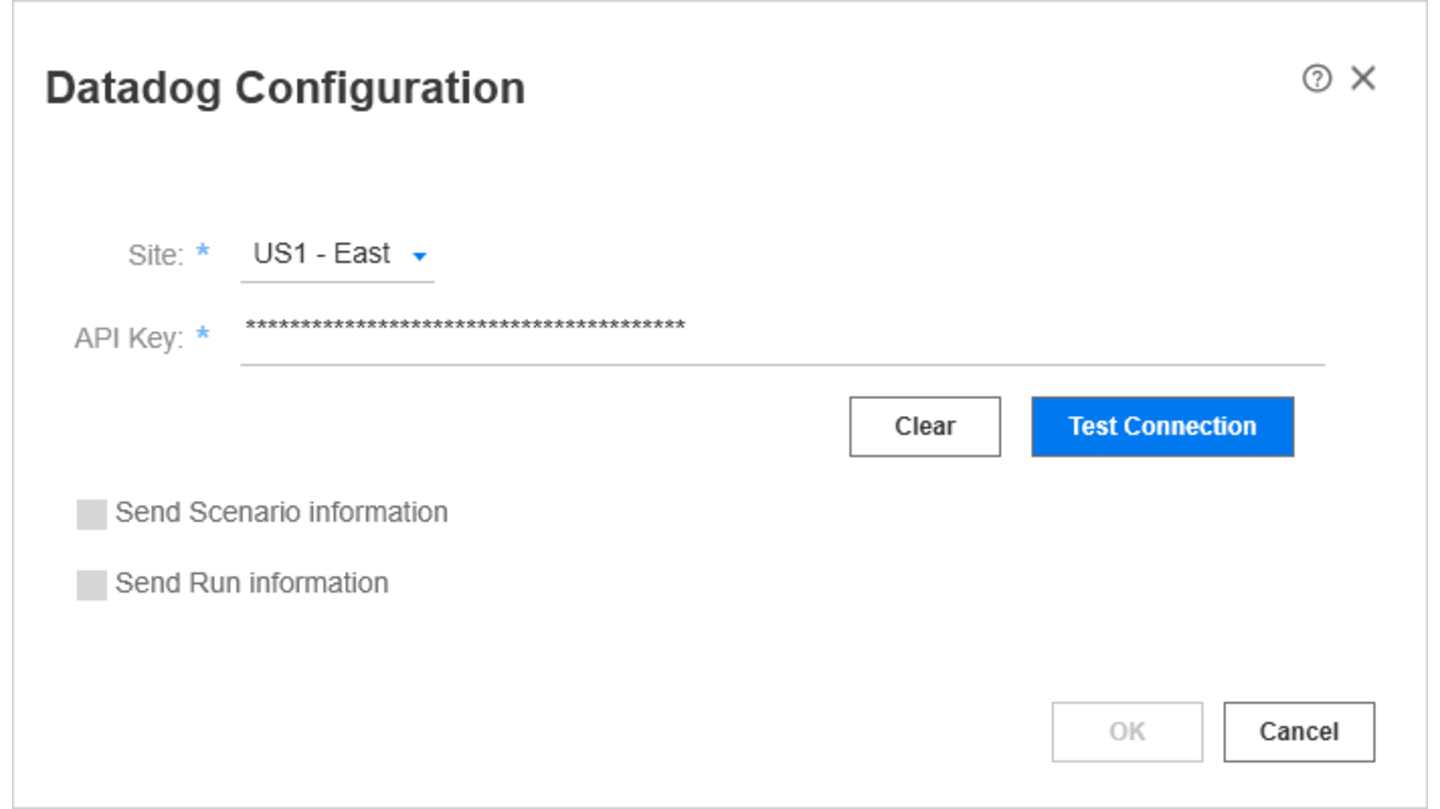 Datadog Configuration
Site: * US1 - East
API Key: * ****************************************
Clear Test Connection
Send Scenario information
Send Run information
OK Cancel